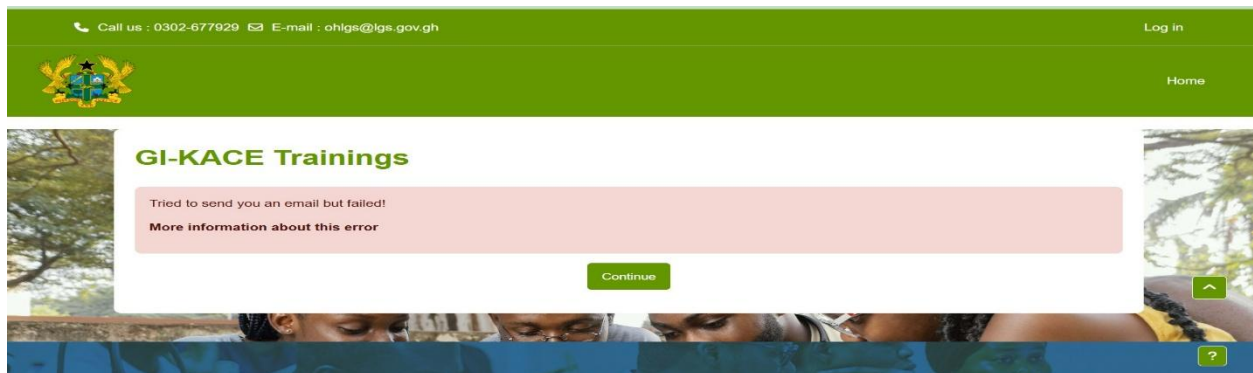 Call us : 0302-677929 E-mail : ohlgs@lgs.gov.gh Log in
Home
GI-KACE Trainings
Tried to send you an email but failed!
More information about this error
Continue
?